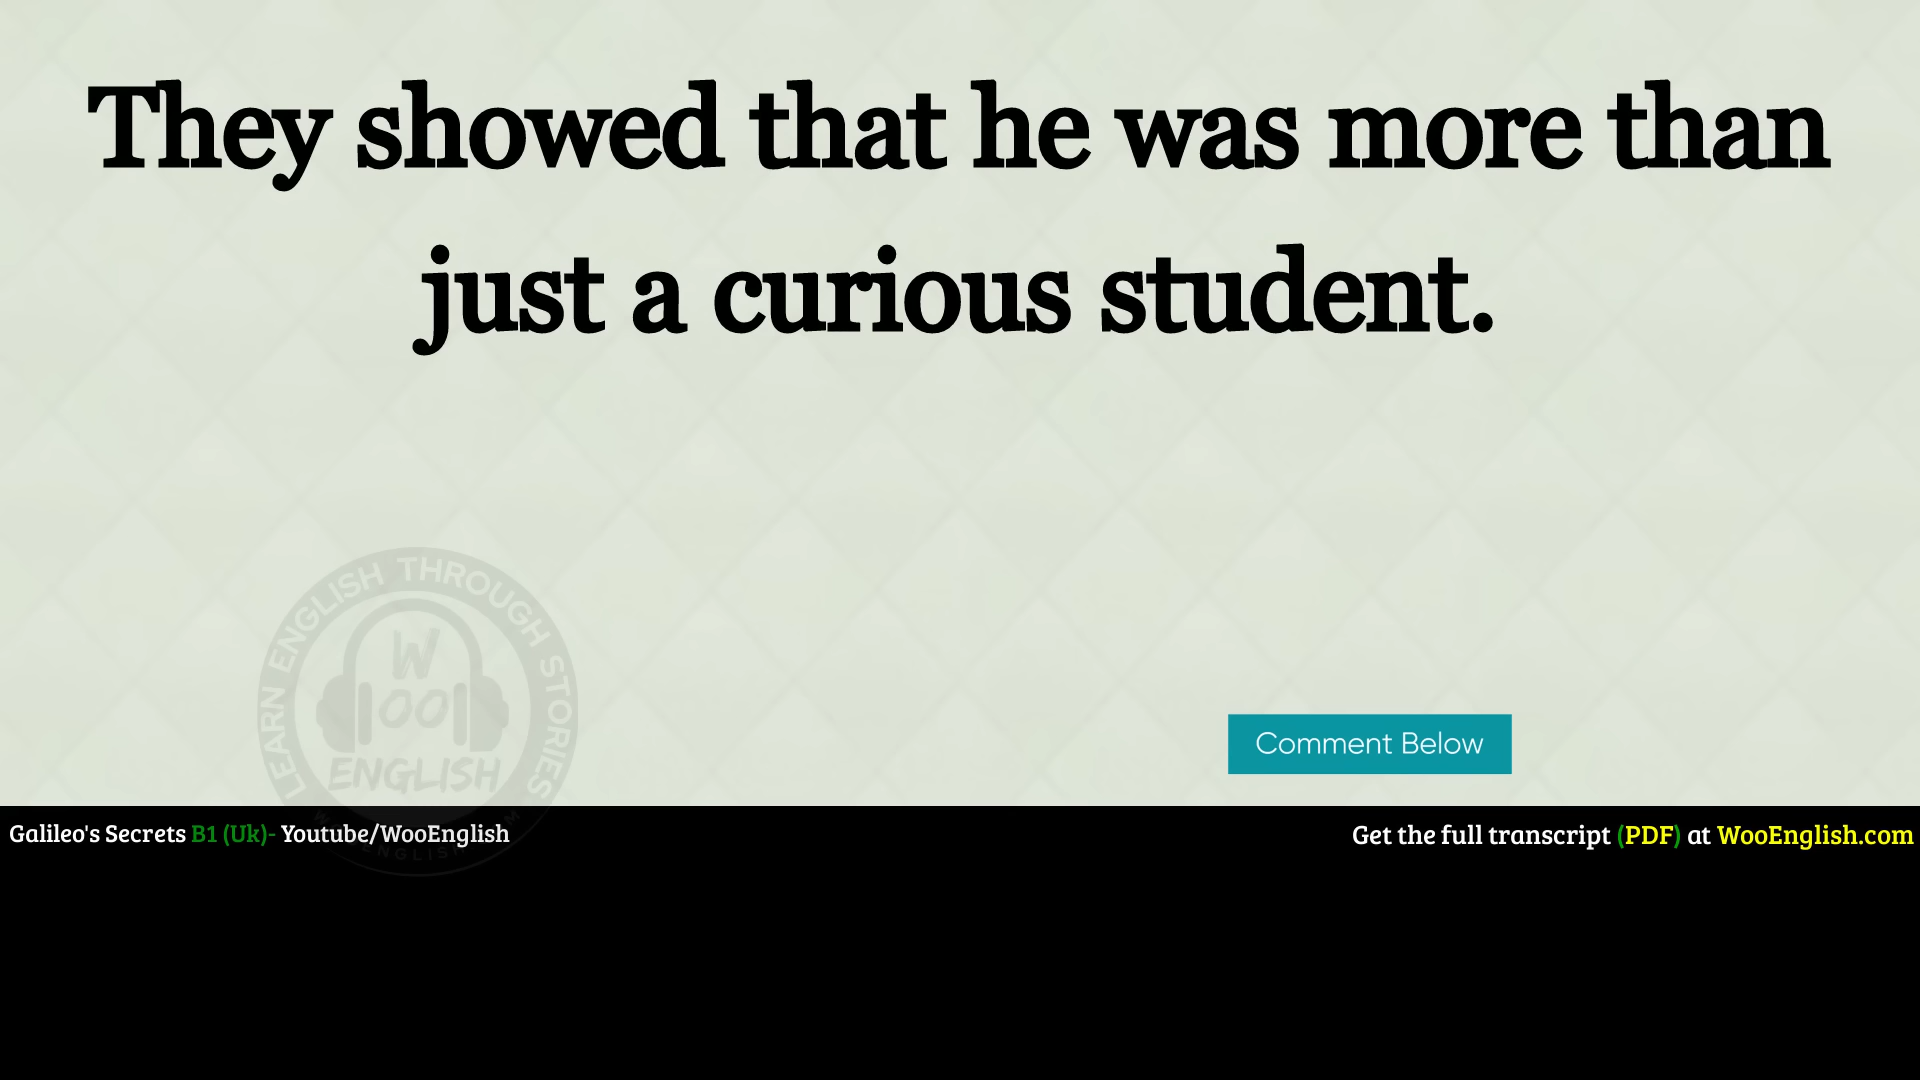 They showed that he was more than
just a curious student.
LEARN ENGLISH THROUGH STORIES
W
OO
ENGLISH
Comment Below
Galileo's Secrets B1 (Uk)- Youtube/WooEnglish
Get the full transcript (PDF) at WooEnglish.com